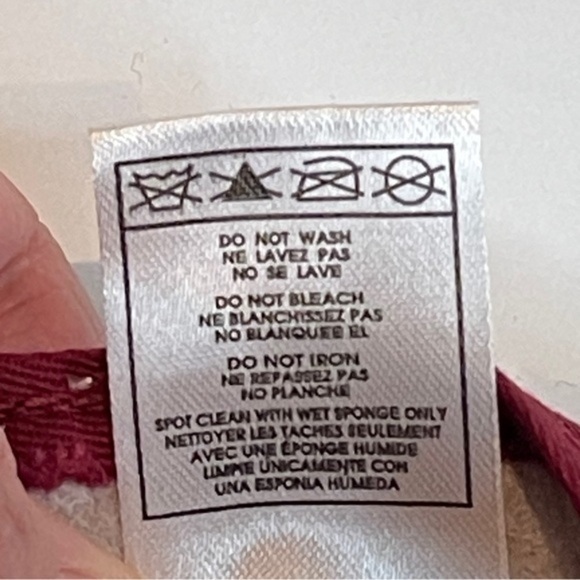 DO NOT WASH
NE LAVEZ PAS
NO SE LAVE
DO NOT BLEACH
NE BLANCHISSEZ PAS
NO BLANQUEE EL
DO NOT IRON
NE REPASSEZ PAS
NO PLANCHE
SPOT CLEAN WITH WET SPONGE ONLY
NETTOYER LES TACHES SEULEMENT
AVEC UNE ÉPONGE HUMIDE
LIMPIE ÚNICAMENTE CON
UNA ESPONJA HUMEDA